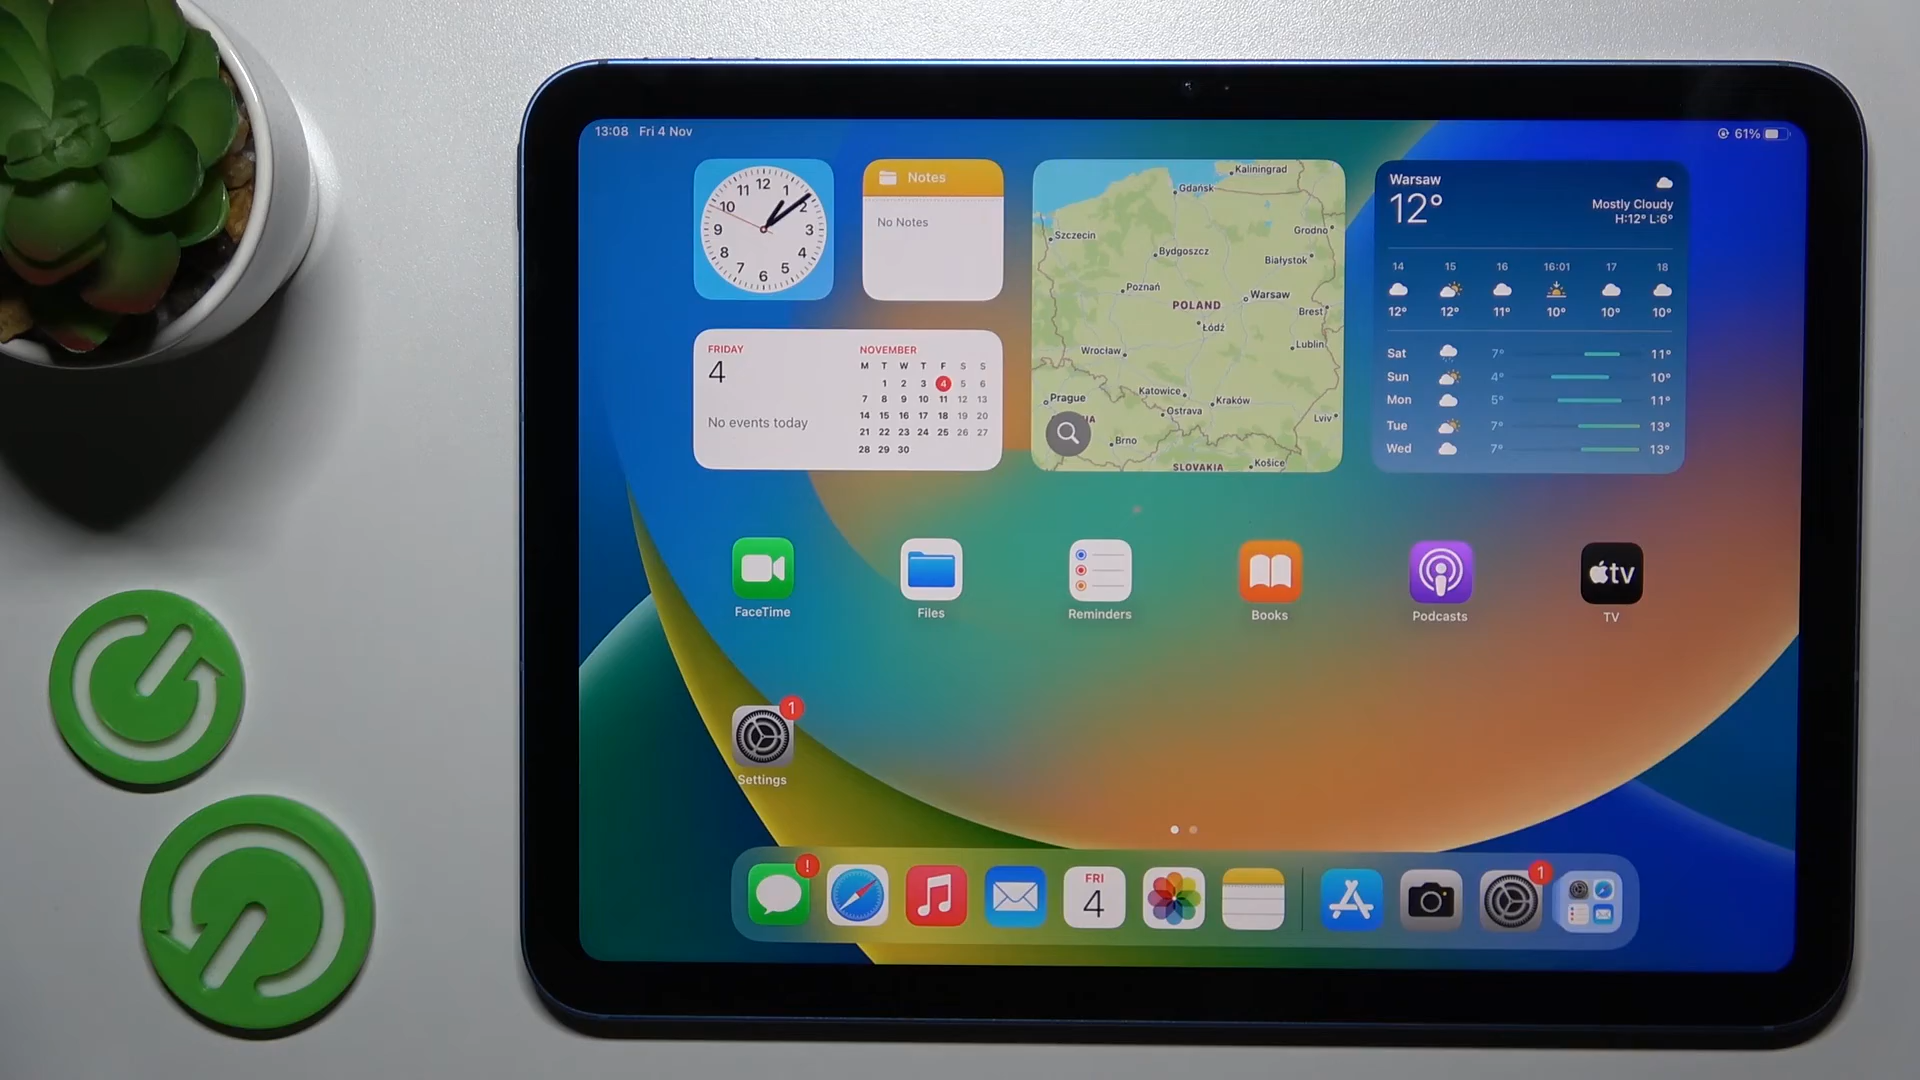 13:08 Fri 4 Nov
61%
12
11 1
10 2
9 3
8 4
7 5
6
Notes
No Notes
Kaliningrad
Gdańsk
Szczecin
Grodno
Bydgoszcz
Białystok
Poznań
POLAND
Warsaw
Łódź
Brest
Wrocław
Lublin
Katowice
Kraków
Prague
Ostrava
Lviv
IA
Brno
SLOVAKIA
Košice
Warsaw
12°
Mostly Cloudy
H:12° L:6°
14 15 16 16:01 17 18
12° 12° 11° 10° 10° 10°
Sat 7° 11°
Sun 4° 10°
Mon 5° 11°
Tue 7° 13°
Wed 7° 13°
FRIDAY
4
No events today
NOVEMBER
M T W T F S S
1 2 3 4 5 6
7 8 9 10 11 12 13
14 15 16 17 18 19 20
21 22 23 24 25 26 27
28 29 30
FaceTime
Files
Reminders
Books
Podcasts
tv
TV
1
Settings
!
FRI
4
1